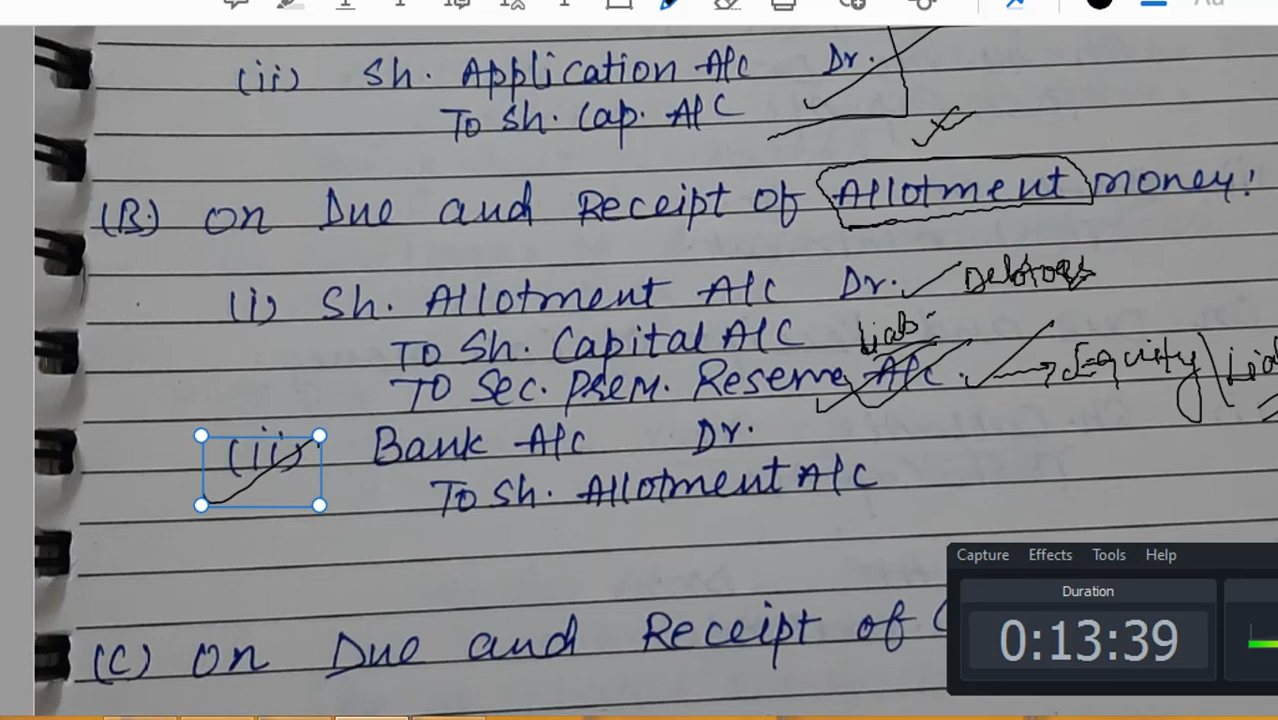 (ii) Sh. Application A/c Dr.
To Sh. Cap. A/C
(B) On Due and Receipt of Allotment money:
(i) Sh. Allotment A/c Dr. Debtors
To Sh. Capital A/C Liab.
To Sec. Prem. Reserve A/c. → Equity\
(ii) Bank A/c Dr.
To Sh. Allotment A/C
Capture Effects Tools Help
Duration
0:13:39
(C) On Due and Receipt of